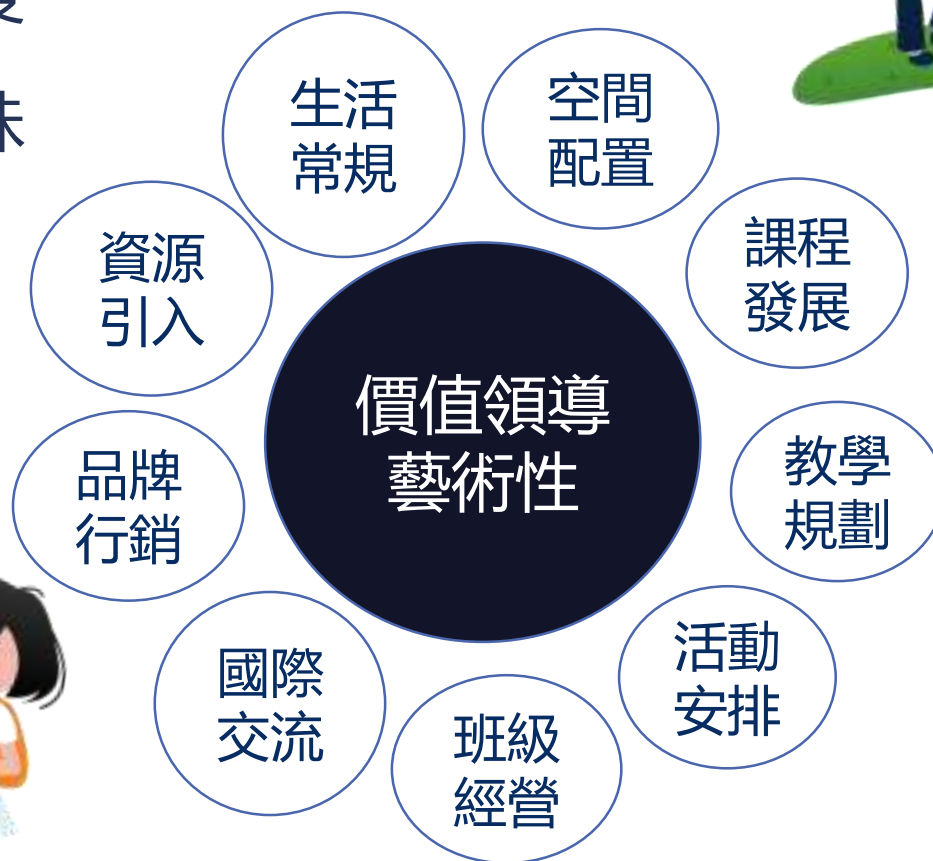 生活
常規
空間
配置
課程
發展
教學
規劃
活動
安排
班級
經營
國際
交流
品牌
行銷
資源
引入
價值領導
藝術性